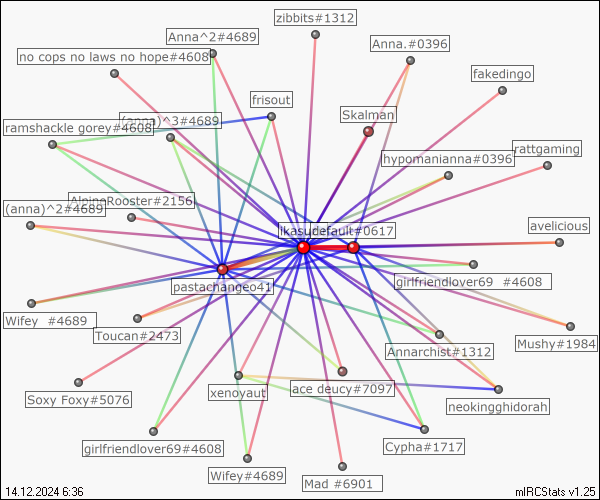 zibbits#1312
Anna^2#4689
Anna.#0396
no cops no laws no hope#4608
fakedingo
frisout
Skalman
(anna)^3#4689
ramshackle gorey#4608
rattgaming
hypomanianna#0396
AlpineRooster#2156
(anna)^2#4689
avelicious
pastachangeo41
girlfriendlover69 #4608
Wifey #4689
Toucan#2473
Mushy#1984
Annarchist#1312
ace deucy#7097
xenoyaut
Soxy Foxy#5076
neokingghidorah
girlfriendlover69#4608
Cypha#1717
Wifey#4689
Mad #6901
14.12.2024 6:36
mIRCStats v1.25